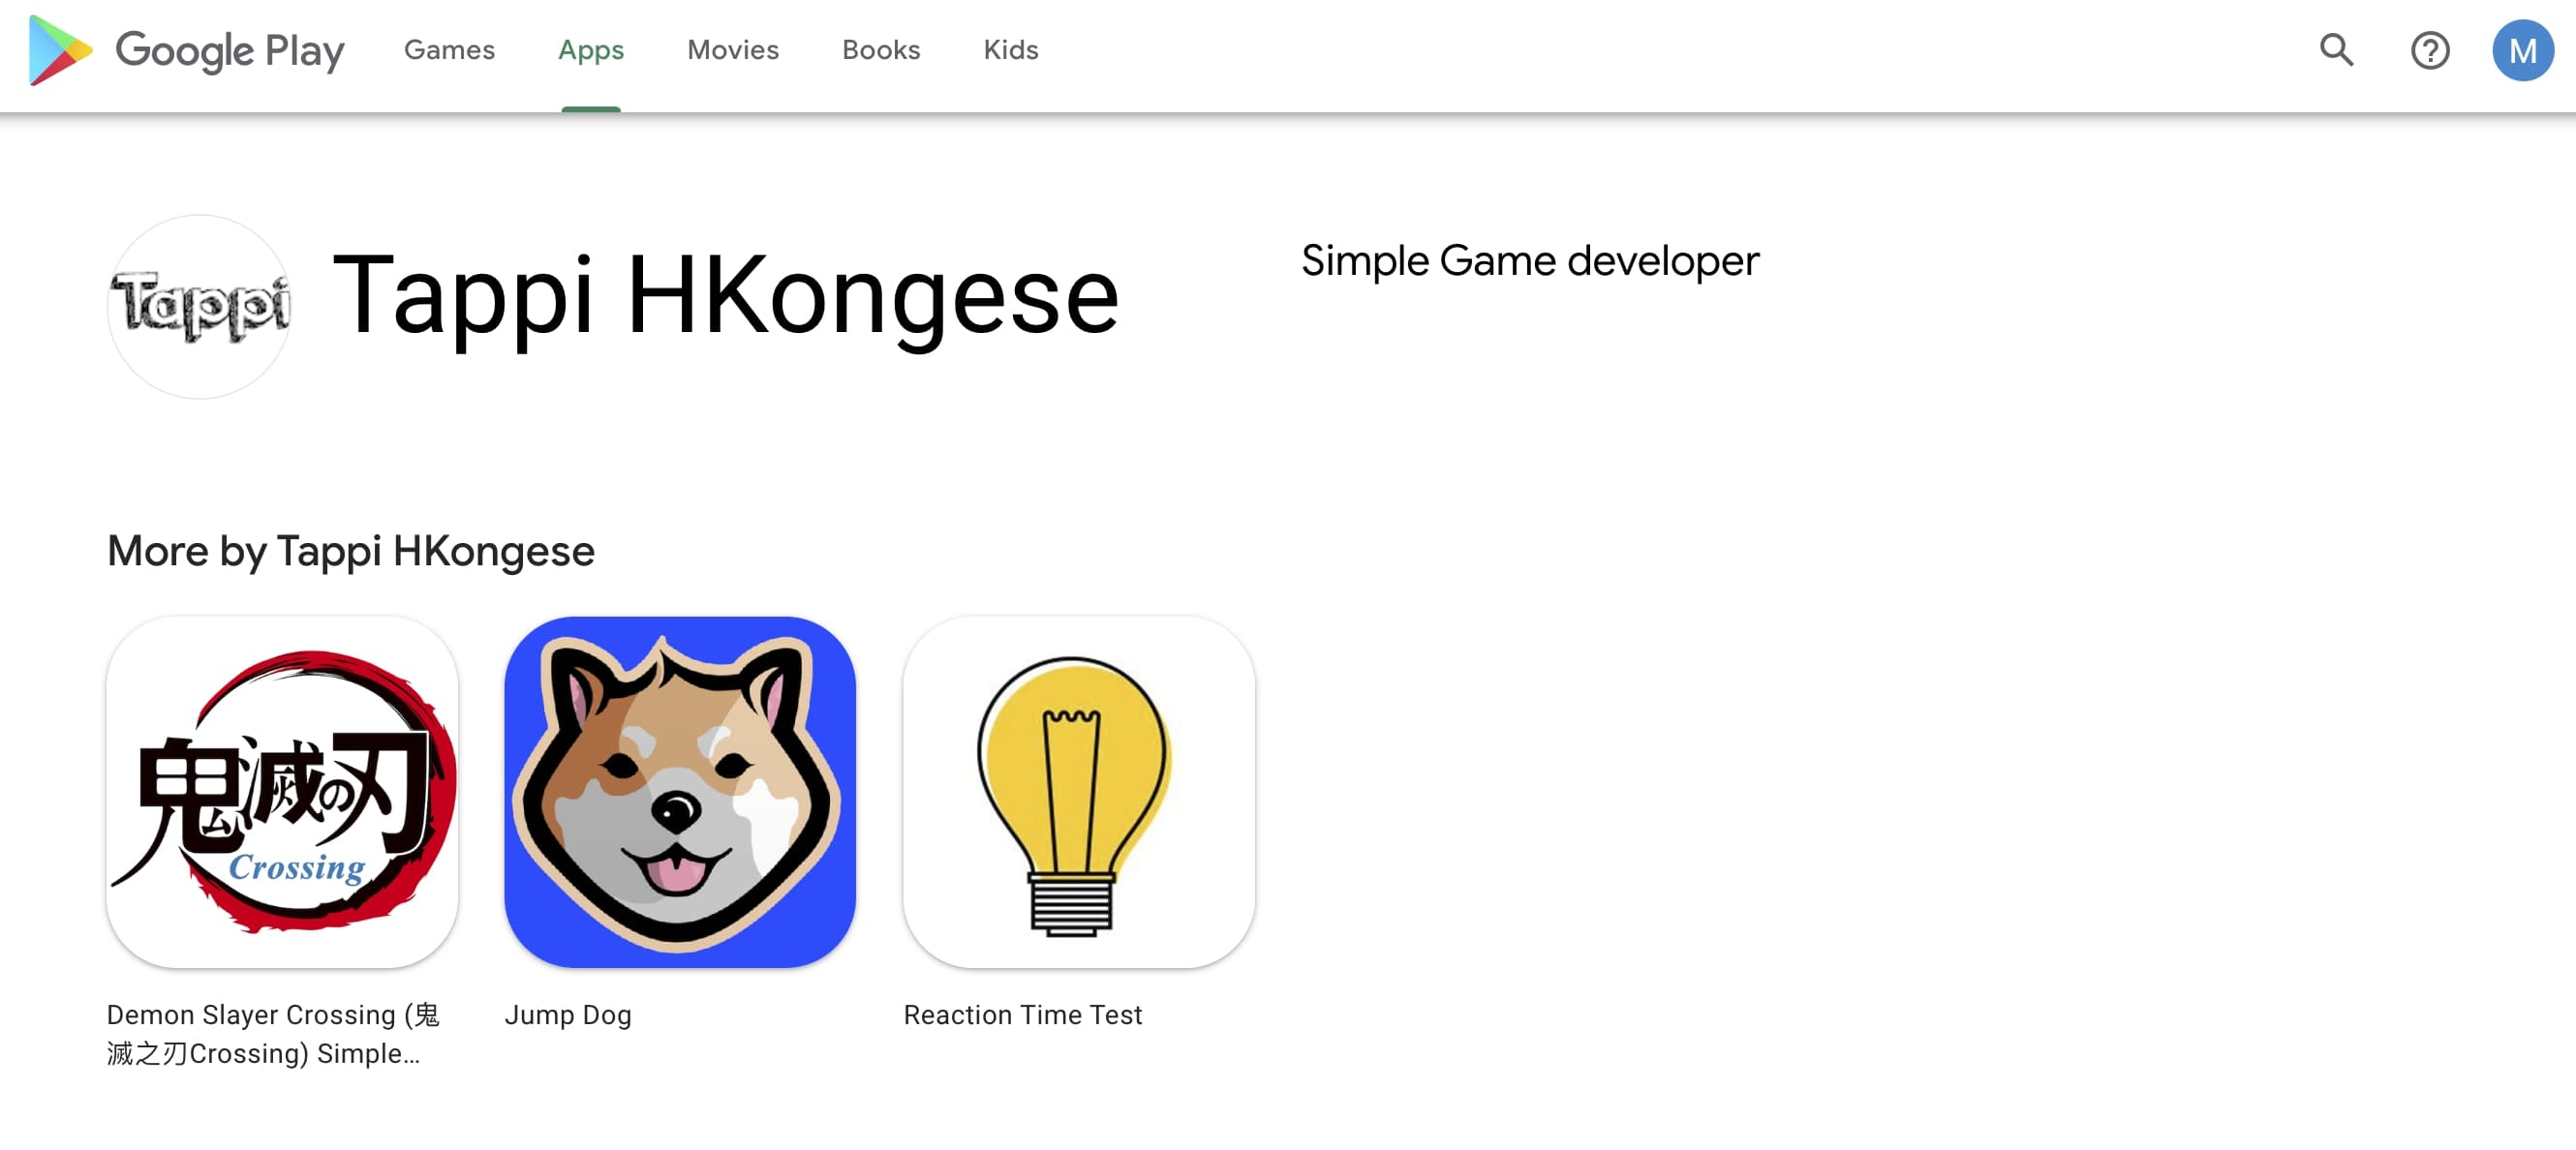 Google Play Games Apps Movies Books Kids M
Tappi
Tappi HKongese
Simple Game developer
More by Tappi HKongese
鬼滅の刃
Crossing
Demon Slayer Crossing (鬼
滅之刃Crossing) Simple...
Jump Dog
Reaction Time Test